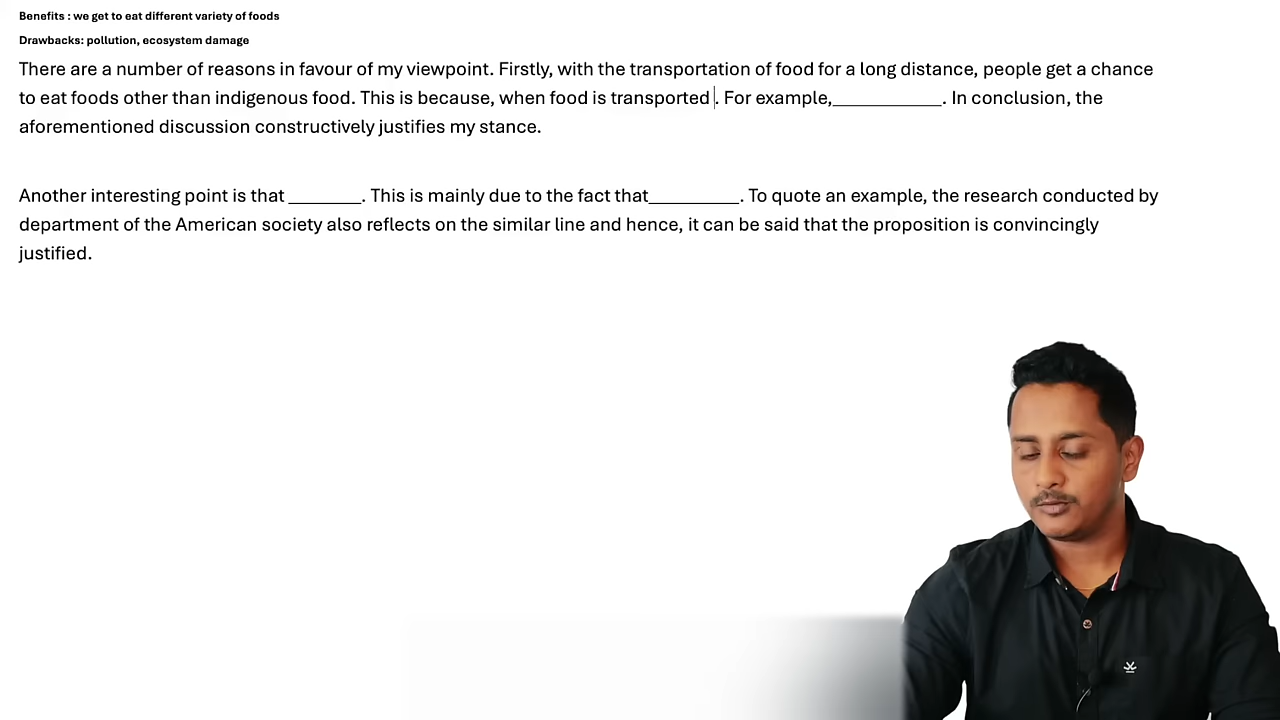 Benefits : we get to eat different variety of foods
Drawbacks: pollution, ecosystem damage
There are a number of reasons in favour of my viewpoint. Firstly, with the transportation of food for a long distance, people get a chance
to eat foods other than indigenous food. This is because, when food is transported . For example,____________. In conclusion, the
aforementioned discussion constructively justifies my stance.
Another interesting point is that ________. This is mainly due to the fact that__________. To quote an example, the research conducted by
department of the American society also reflects on the similar line and hence, it can be said that the proposition is convincingly
justified.